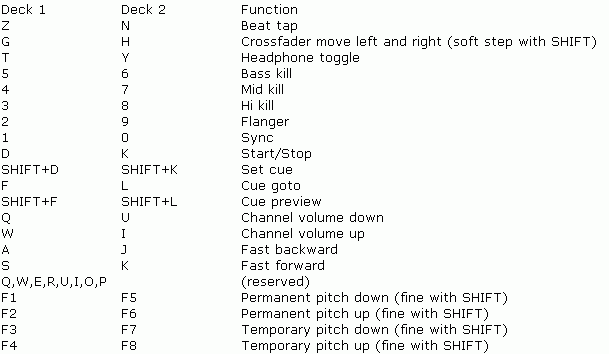 Deck 1 Deck 2 Function
Z N Beat tap
G H Crossfader move left and right (soft step with SHIFT)
T Y Headphone toggle
5 6 Bass kill
4 7 Mid kill
3 8 Hi kill
2 9 Flanger
1 0 Sync
D K Start/Stop
SHIFT+D SHIFT+K Set cue
F L Cue goto
SHIFT+F SHIFT+L Cue preview
Q U Channel volume down
W I Channel volume up
A J Fast backward
S K Fast forward
Q,W,E,R,U,I,O,P (reserved)
F1 F5 Permanent pitch down (fine with SHIFT)
F2 F6 Permanent pitch up (fine with SHIFT)
F3 F7 Temporary pitch down (fine with SHIFT)
F4 F8 Temporary pitch up (fine with SHIFT)